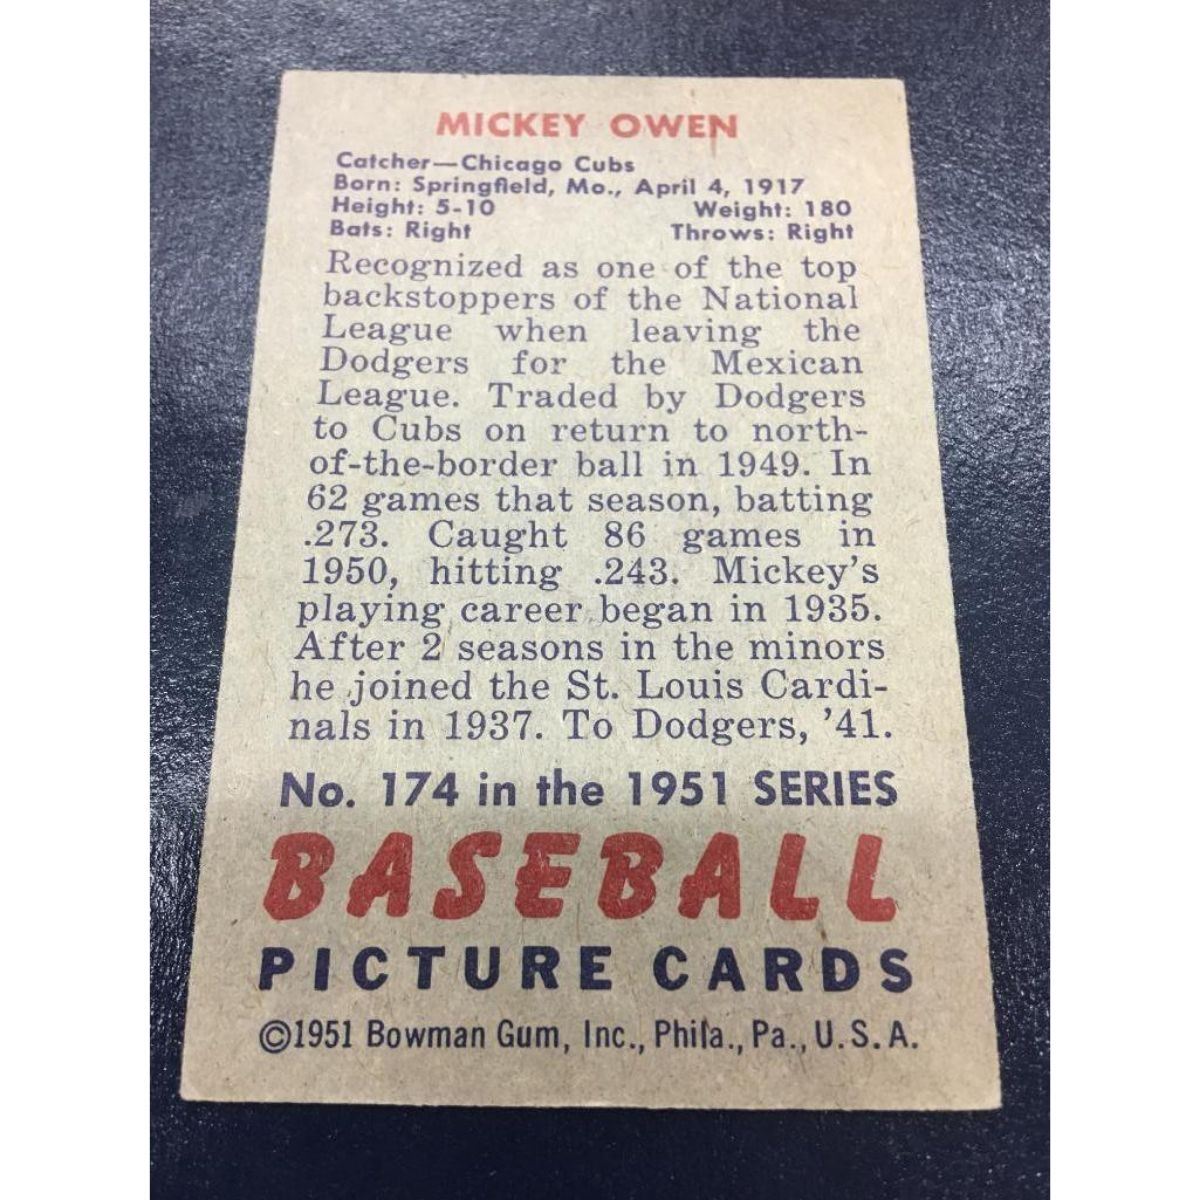 MICKEY OWEN
Catcher—Chicago Cubs
Born: Springfield, Mo., April 4, 1917
Height: 5-10 Weight: 180
Bats: Right Throws: Right
Recognized as one of the top
backstoppers of the National
League when leaving the
Dodgers for the Mexican
League. Traded by Dodgers
to Cubs on return to north-
of-the-border ball in 1949. In
62 games that season, batting
.273. Caught 86 games in
1950, hitting .243. Mickey's
playing career began in 1935.
After 2 seasons in the minors
he joined the St. Louis Cardi-
nals in 1937. To Dodgers, '41.
No. 174 in the 1951 SERIES
BASEBALL
PICTURE CARDS
©1951 Bowman Gum, Inc., Phila., Pa., U.S.A.